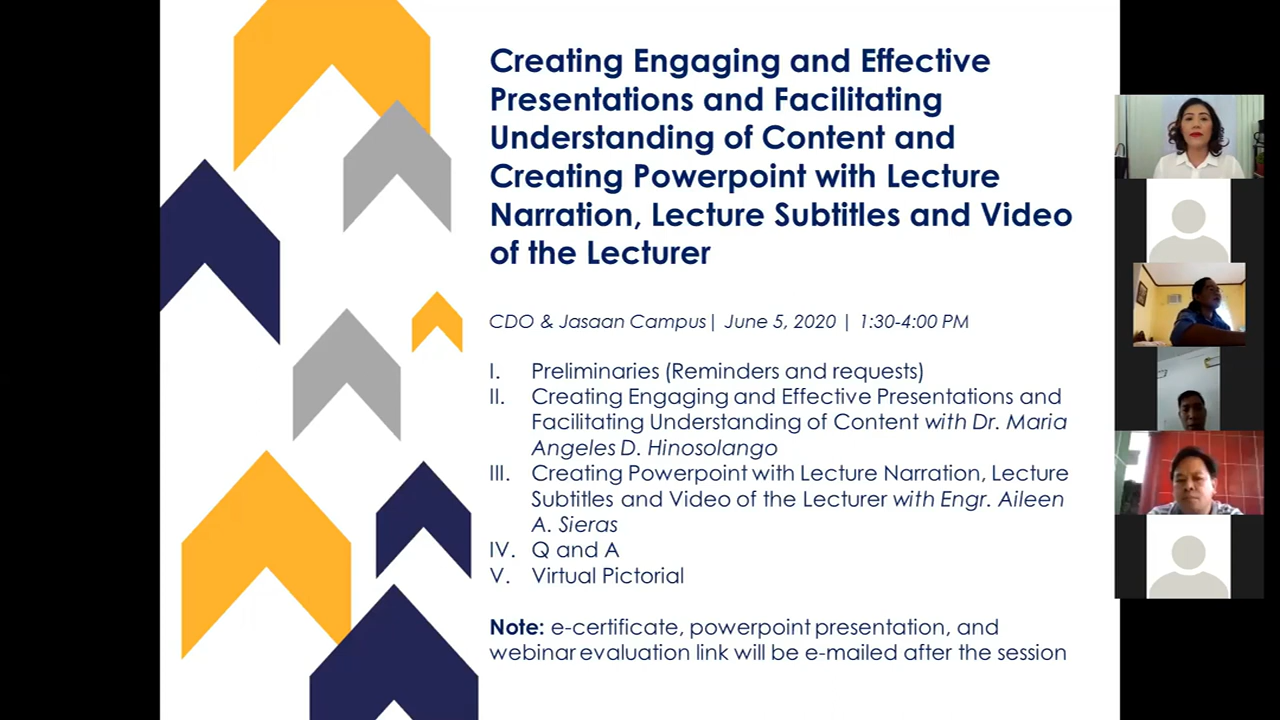 Creating Engaging and Effective
Presentations and Facilitating
Understanding of Content and
Creating Powerpoint with Lecture
Narration, Lecture Subtitles and Video
of the Lecturer
CDO & Jasaan Campus| June 5, 2020 | 1:30-4:00 PM
I. Preliminaries (Reminders and requests)
II. Creating Engaging and Effective Presentations and
Facilitating Understanding of Content with Dr. Maria
Angeles D. Hinosolango
III. Creating Powerpoint with Lecture Narration, Lecture
Subtitles and Video of the Lecturer with Engr. Aileen
A. Sieras
IV. Q and A
V. Virtual Pictorial
Note: e-certificate, powerpoint presentation, and
webinar evaluation link will be e-mailed after the session